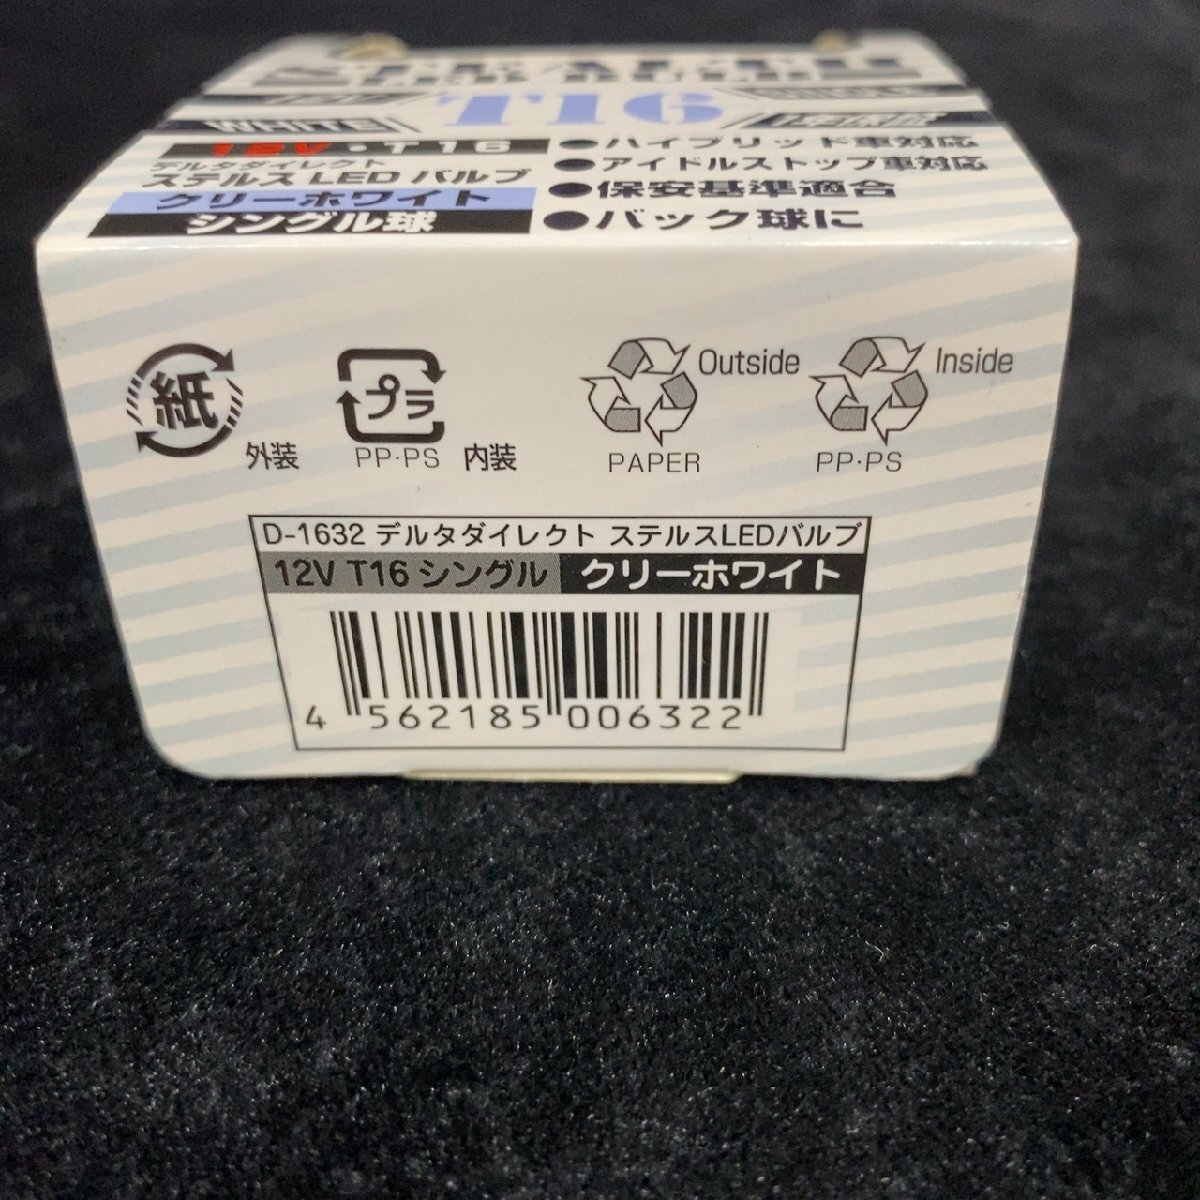 STEALTH
LED BULB
12V
SINGLE
WHITE
T16
12V・T16
●ハイブリッド車対応
デルタダイレクト
●アイドルストップ車対応
ステルス LED バルブ
●保安基準適合
クリーホワイト
シングル球
●バック球に
紙
外装
プラ
PP・PS
内装
Outside
PAPER
Inside
PP・PS
D-1632 デルタダイレクト ステルスLEDバルブ
12V T16 シングル クリーホワイト
4 562185 006322